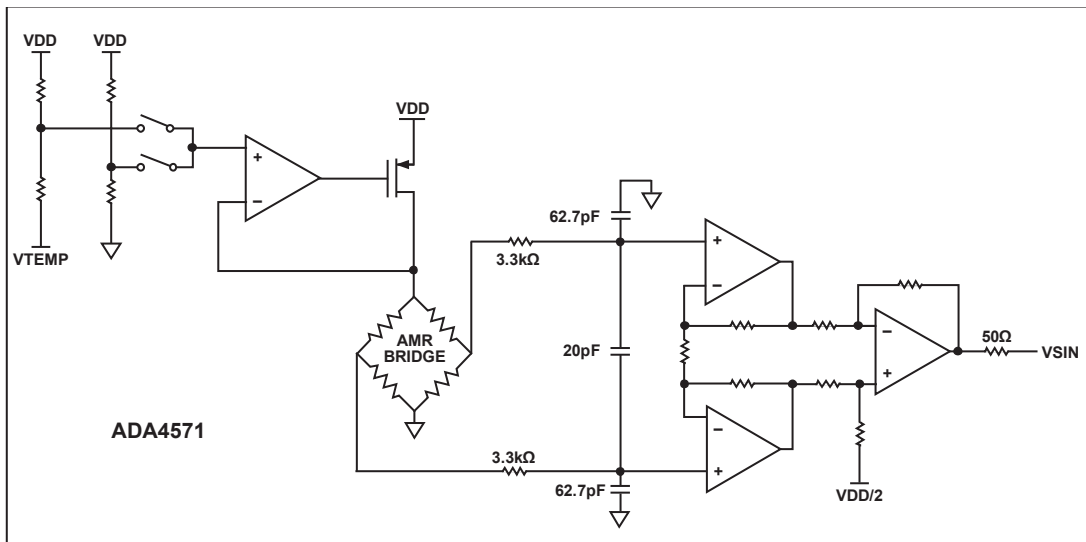 VDD
VDD
VDD
VTEMP
62.7pF
3.3kΩ
AMR
BRIDGE
20pF
50Ω
VSIN
ADA4571
3.3kΩ
62.7pF
VDD/2